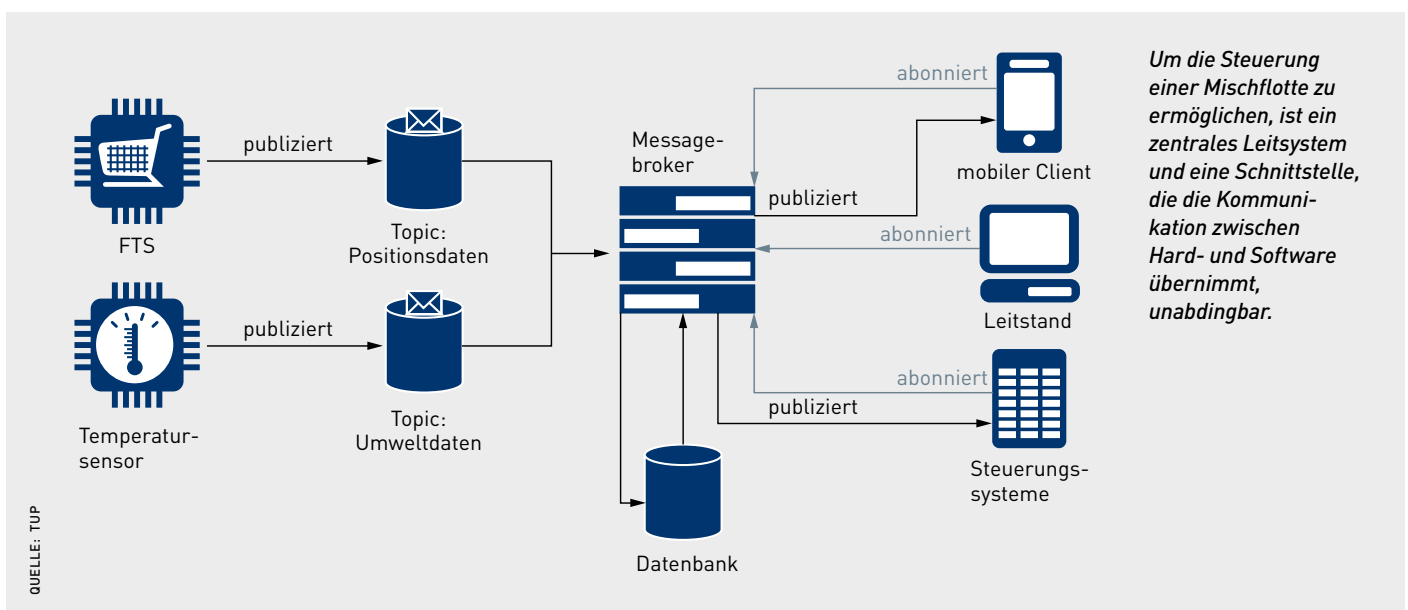 publiziert
FTS
Topic:
Positionsdaten
publiziert
Temperatur-
sensor
Topic:
Umweltdaten
Message-
broker
Datenbank
abonniert
mobiler Client
publiziert
abonniert
Leitstand
abonniert
publiziert
Steuerungs-
systeme
Um die Steuerung
einer Mischflotte zu
ermöglichen, ist ein
zentrales Leitsystem
und eine Schnittstelle,
die die Kommuni-
kation zwischen
Hard- und Software
übernimmt,
unabdingbar.
QUELLE: TUP